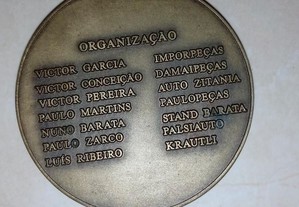 ORGANIZAÇÃO
VICTOR GARCIA
VICTOR CONCEIÇÃO
VICTOR PEREIRA
PAULO MARTINS
NUNO BARATA
PAULO ZARCO
LUÍS RIBEIRO
IMPORPEÇAS
DAMAIPEÇAS
AUTO ZITANIA
PAULOPEÇAS
STAND BARATA
PALSIAUTO
KRAUTLI